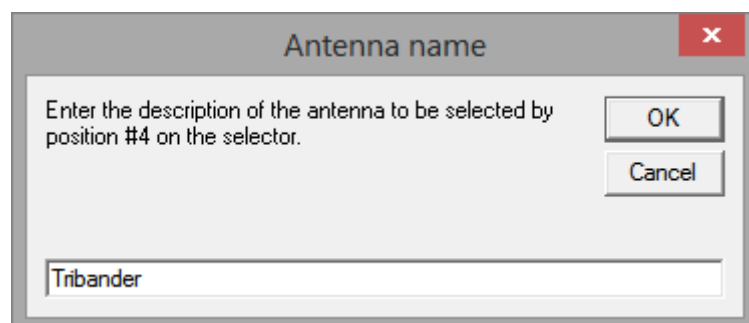 Antenna name
Enter the description of the antenna to be selected by
position #4 on the selector.
OK
Cancel
Tribander